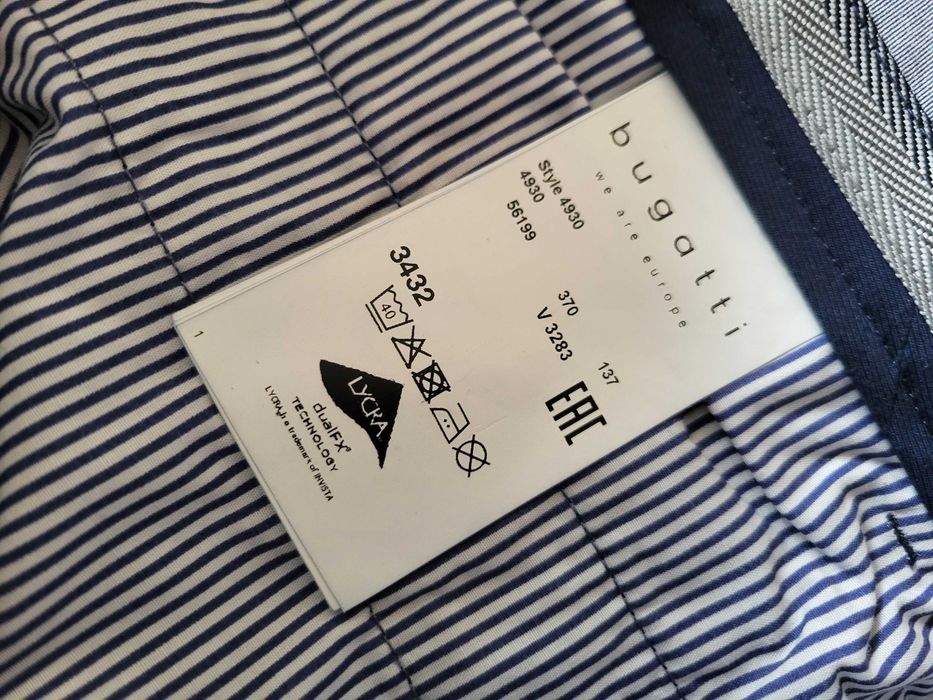 bugatti
we are europe
Style 4930
4930
56199
370
V 3283
137
EAC
3432
40
LYCRA
dualFX®
TECHNOLOGY
LYCRA is a trademark of INVISTA
1